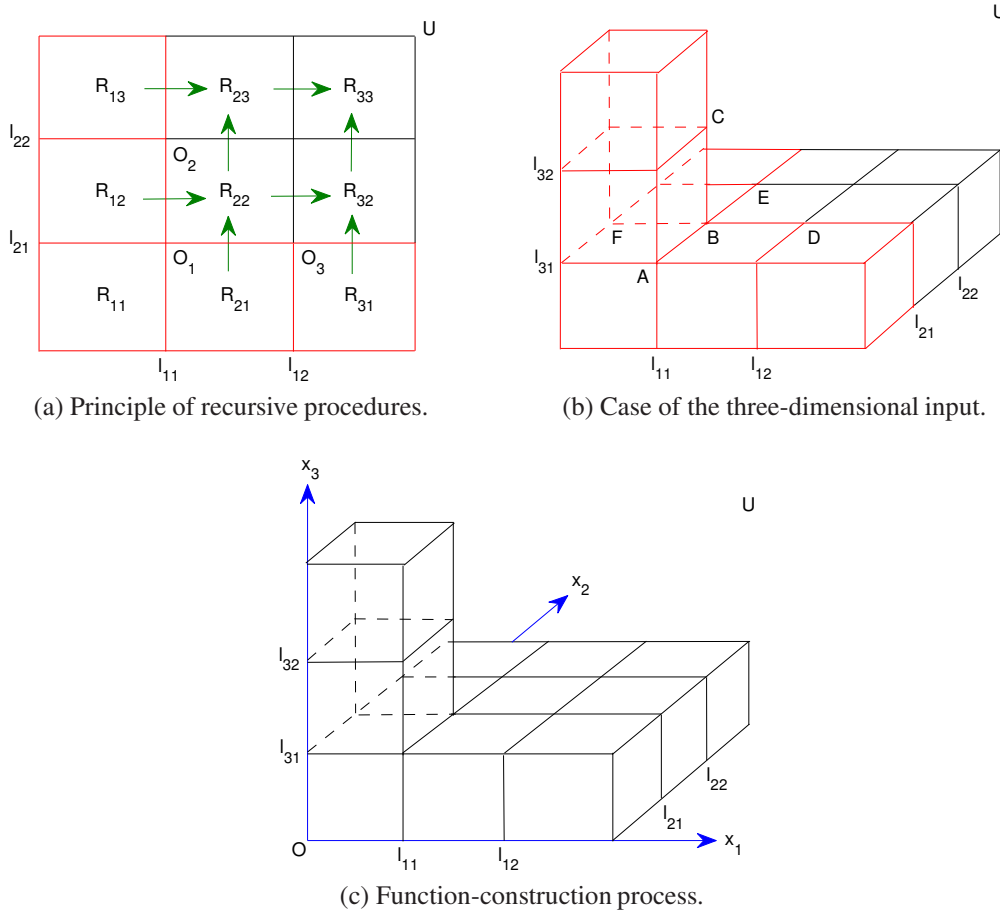 U
R₁₃ R₂₃ R₃₃
l₂₂
O₂
R₁₂ R₂₂ R₃₂
l₂₁
O₁ O₃
R₁₁ R₂₁ R₃₁
l₁₁ l₁₂
(a) Principle of recursive procedures.
U
C
l₃₂
E
F B D
l₃₁
A
l₂₂
l₂₁
l₁₁ l₁₂
(b) Case of the three-dimensional input.
x₃
U
x₂
l₃₂
l₃₁
l₂₂
l₂₁
O l₁₁ l₁₂ x₁
(c) Function-construction process.